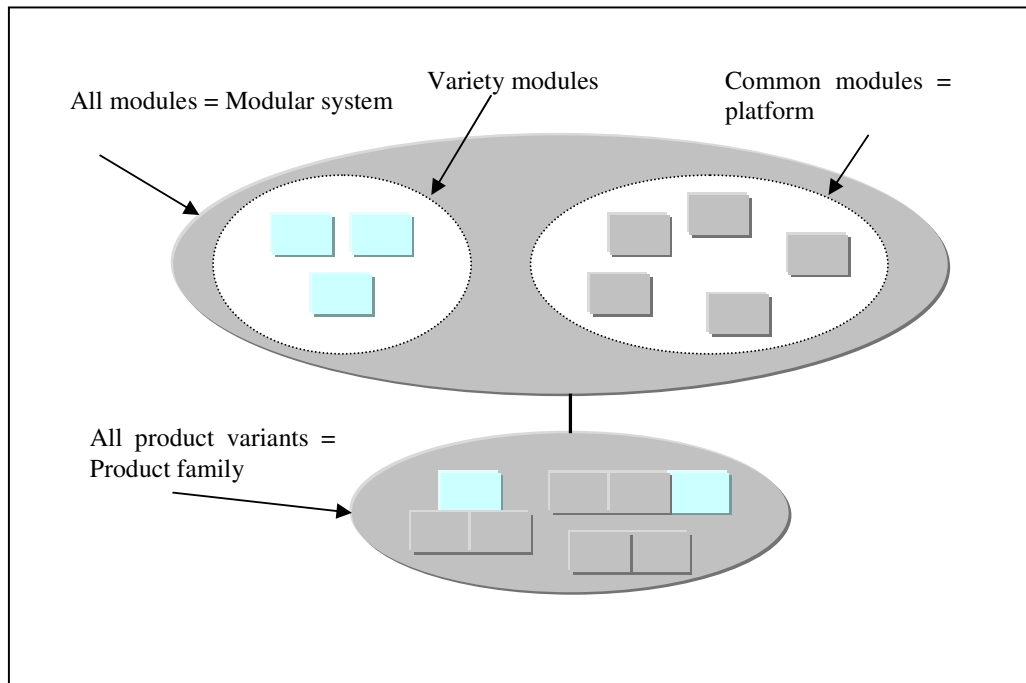 All modules = Modular system
Variety modules
Common modules =
platform
All product variants =
Product family